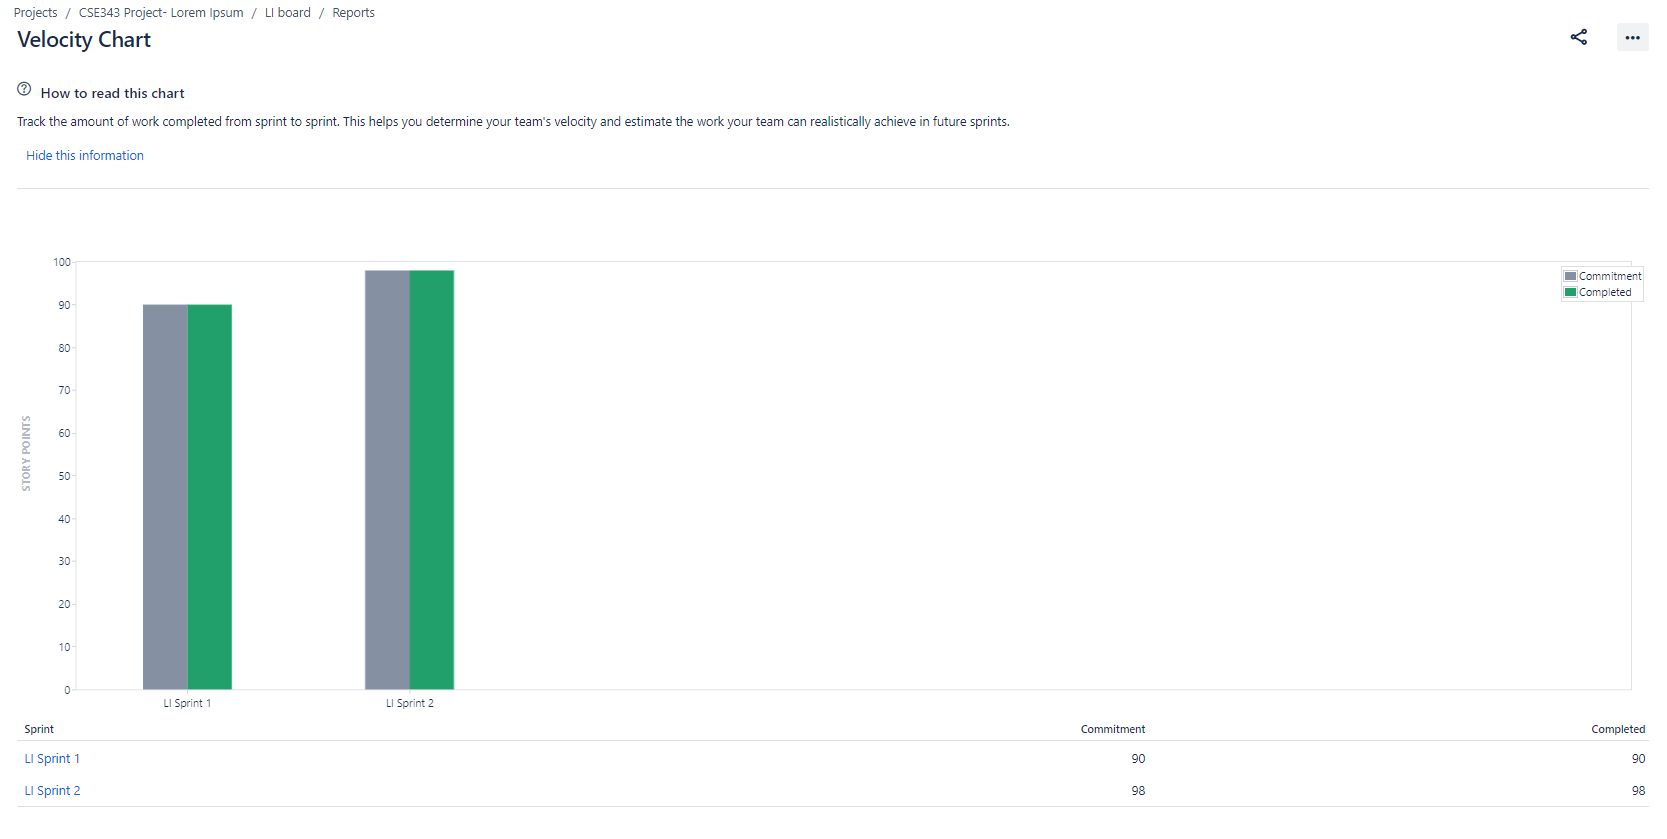 Projects / CSE343 Project- Lorem Ipsum / LI board / Reports
Velocity Chart
How to read this chart
Track the amount of work completed from sprint to sprint. This helps you determine your team's velocity and estimate the work your team can realistically achieve in future sprints.
Hide this information
100
90
80
70
60
50
40
30
20
10
0
STORY POINTS
Commitment
Completed
LI Sprint 1
LI Sprint 2
Sprint Commitment Completed
LI Sprint 1 90 90
LI Sprint 2 98 98